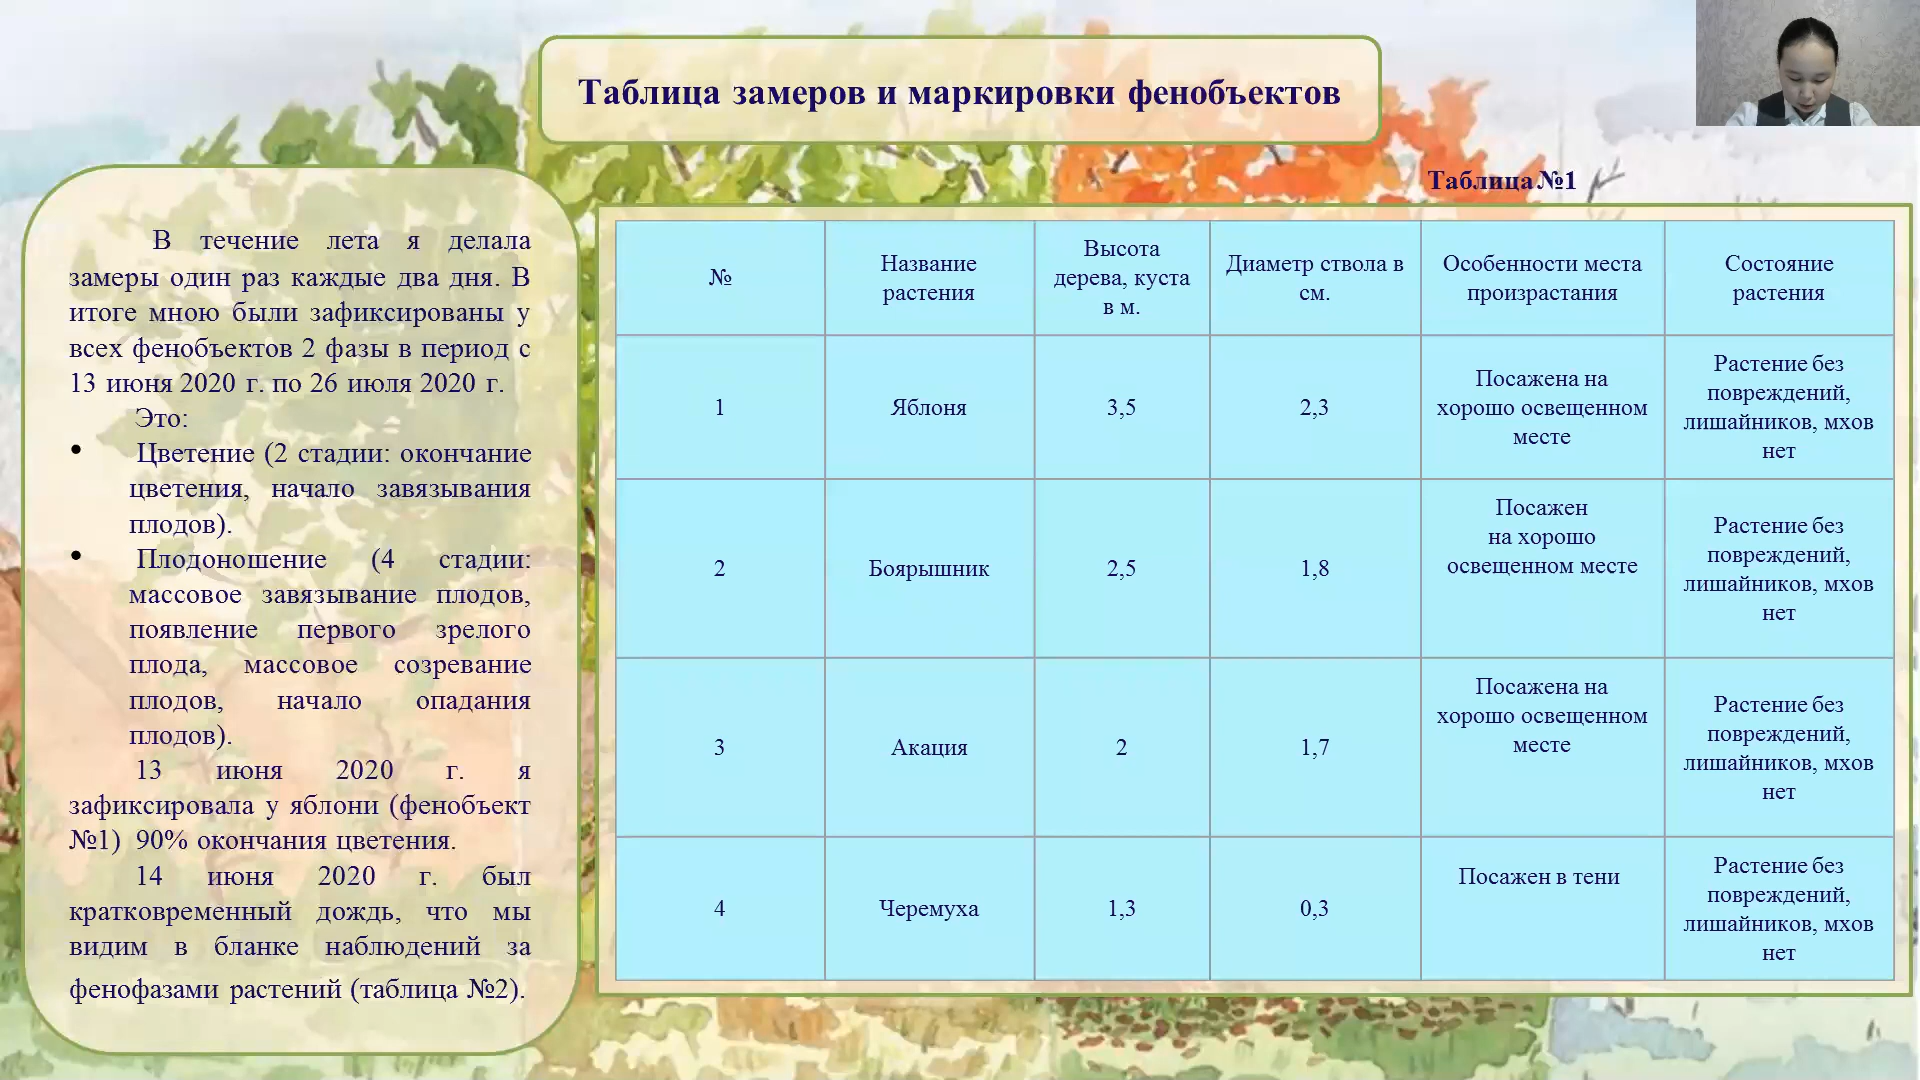 Таблица замеров и маркировки фенобъектов
В течение лета я делала
замеры один раз каждые два дня. В
итоге мною были зафиксированы у
всех фенобъектов 2 фазы в период с
13 июня 2020 г. по 26 июля 2020 г.
Это:
• Цветение (2 стадии: окончание
цветения, начало завязывания
плодов).
• Плодоношение (4 стадии:
массовое завязывание плодов,
появление первого зрелого
плода, массовое созревание
плодов, начало опадания
плодов).
13 июня 2020 г. я
зафиксировала у яблони (фенобъект
№1) 90% окончания цветения.
14 июня 2020 г. был
кратковременный дождь, что мы
видим в бланке наблюдений за
фенофазами растений (таблица №2).
Таблица №1
№
Название
растения
Высота
дерева, куста
в м.
Диаметр ствола в
см.
Особенности места
произрастания
Состояние
растения
1
Яблоня
3,5
2,3
Посажена на
хорошо освещенном
месте
Растение без
повреждений,
лишайников, мхов
нет
2
Боярышник
2,5
1,8
Посажен
на хорошо
освещенном месте
Растение без
повреждений,
лишайников, мхов
нет
3
Акация
2
1,7
Посажена на
хорошо освещенном
месте
Растение без
повреждений,
лишайников, мхов
нет
4
Черемуха
1,3
0,3
Посажен в тени
Растение без
повреждений,
лишайников, мхов
нет